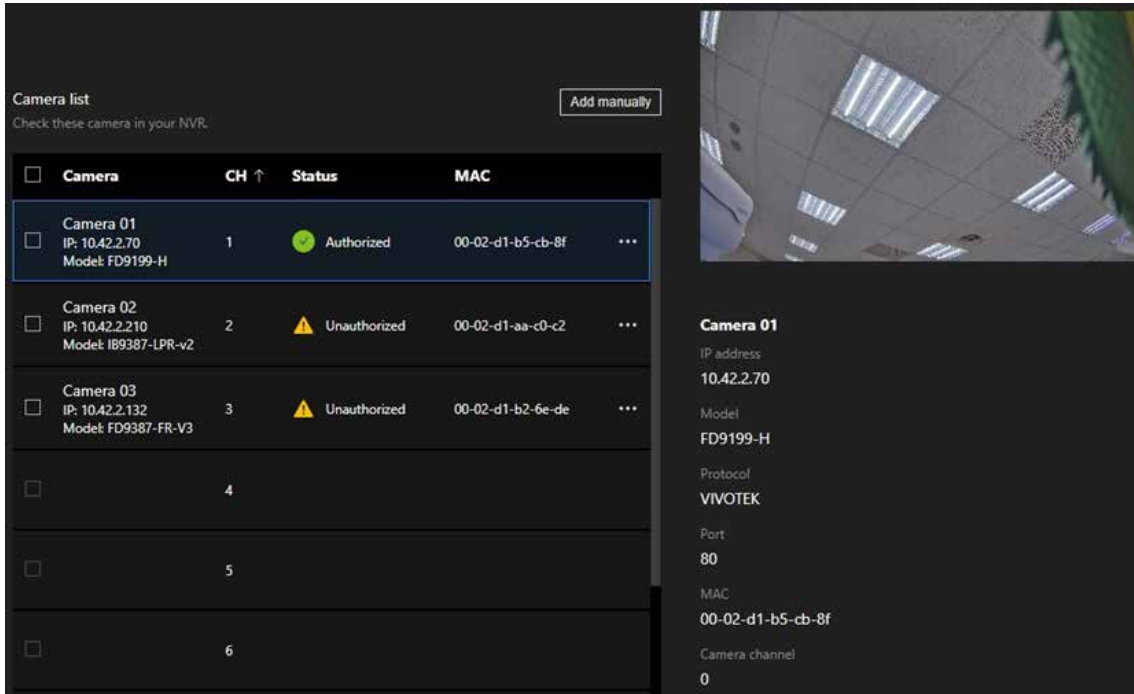 Camera list
Add manually
Check these camera in your NVR.
Camera CH ↑ Status MAC
Camera 01
IP: 10.42.2.70 1 Authorized 00-02-d1-b5-cb-8f ...
Model: FD9199-H
Camera 02
IP: 10.42.2.210 2 Unauthorized 00-02-d1-aa-c0-c2 ...
Model: IB9387-LPR-v2
Camera 03
IP: 10.42.2.132 3 Unauthorized 00-02-d1-b2-6e-de ...
Model: FD9387-FR-V3
4
5
6
Camera 01
IP address
10.42.2.70
Model
FD9199-H
Protocol
VIVOTEK
Port
80
MAC
00-02-d1-b5-cb-8f
Camera channel
0